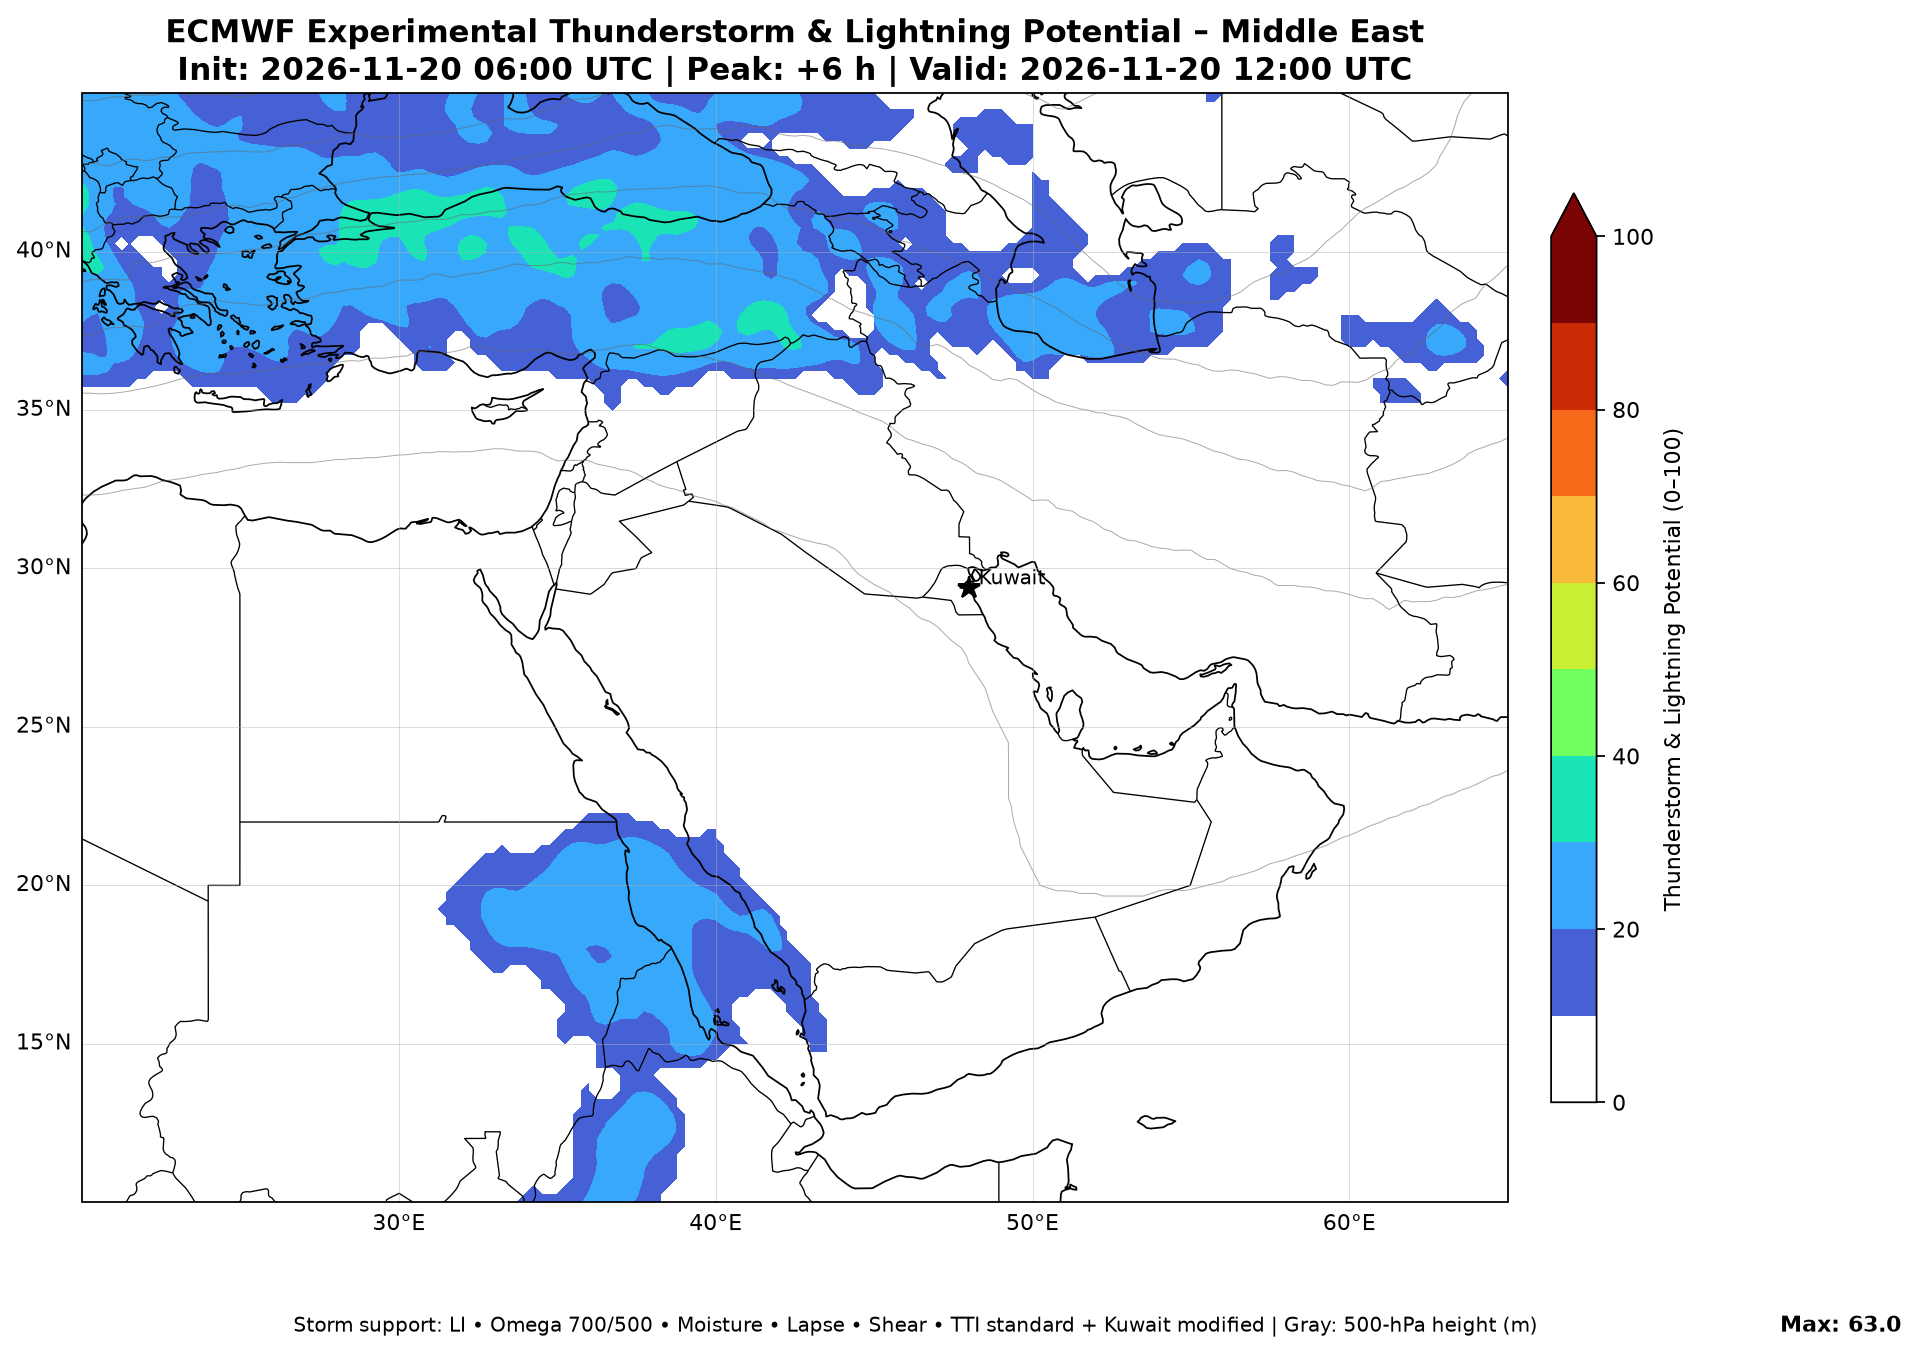 ECMWF Experimental Thunderstorm & Lightning Potential – Middle East
Init: 2026-11-20 06:00 UTC | Peak: +6 h | Valid: 2026-11-20 12:00 UTC
40°N
35°N
30°N
25°N
20°N
15°N
Kuwait
30°E
40°E
50°E
60°E
100
80
60
40
20
0
Thunderstorm & Lightning Potential (0–100)
Storm support: LI • Omega 700/500 • Moisture • Lapse • Shear • TTI standard + Kuwait modified | Gray: 500-hPa height (m)
Max: 63.0